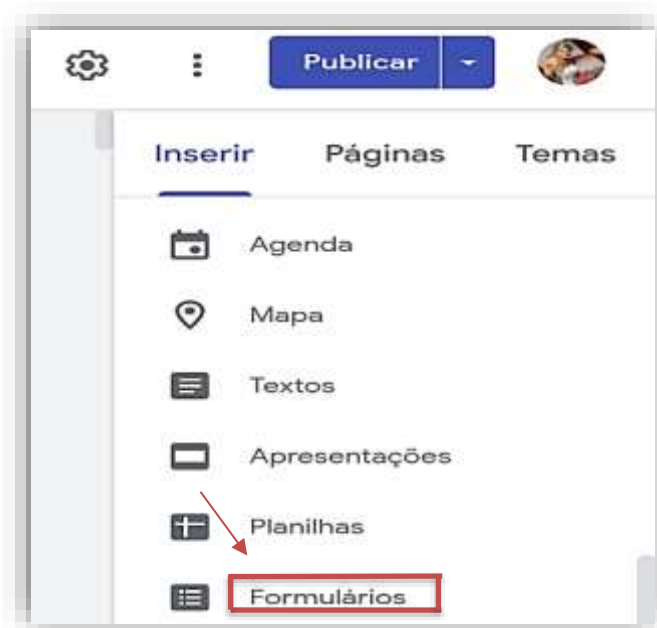 Publicar
Inserir Páginas Temas
Agenda
Mapa
Textos
Apresentações
Planilhas
Formulários